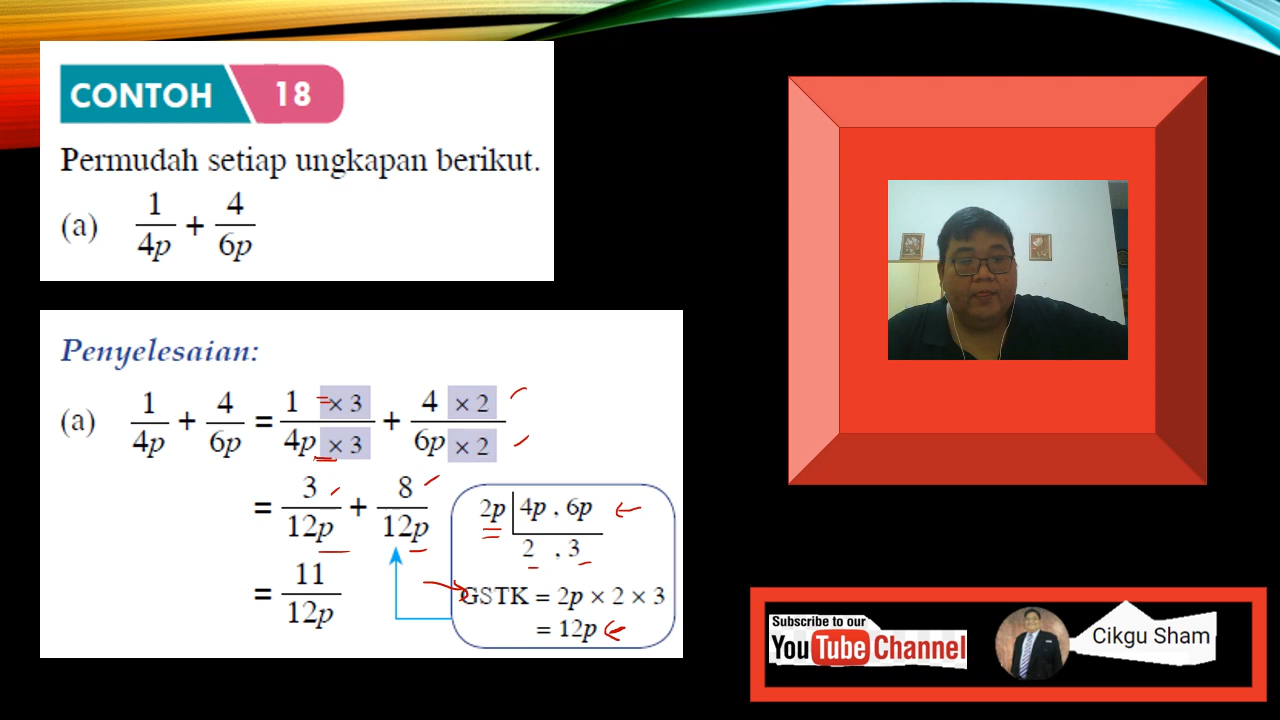 CONTOH 18
Permudah setiap ungkapan berikut.
(a) 1/4p + 4/6p
Penyelesaian:
(a) 1/4p + 4/6p = (1 × 3)/(4p × 3) + (4 × 2)/(6p × 2)
= 3/12p + 8/12p
= 11/12p
2p | 4p , 6p
2 , 3
GSTK = 2p × 2 × 3
= 12p
Subscribe to our
YouTube Channel
Cikgu Sham